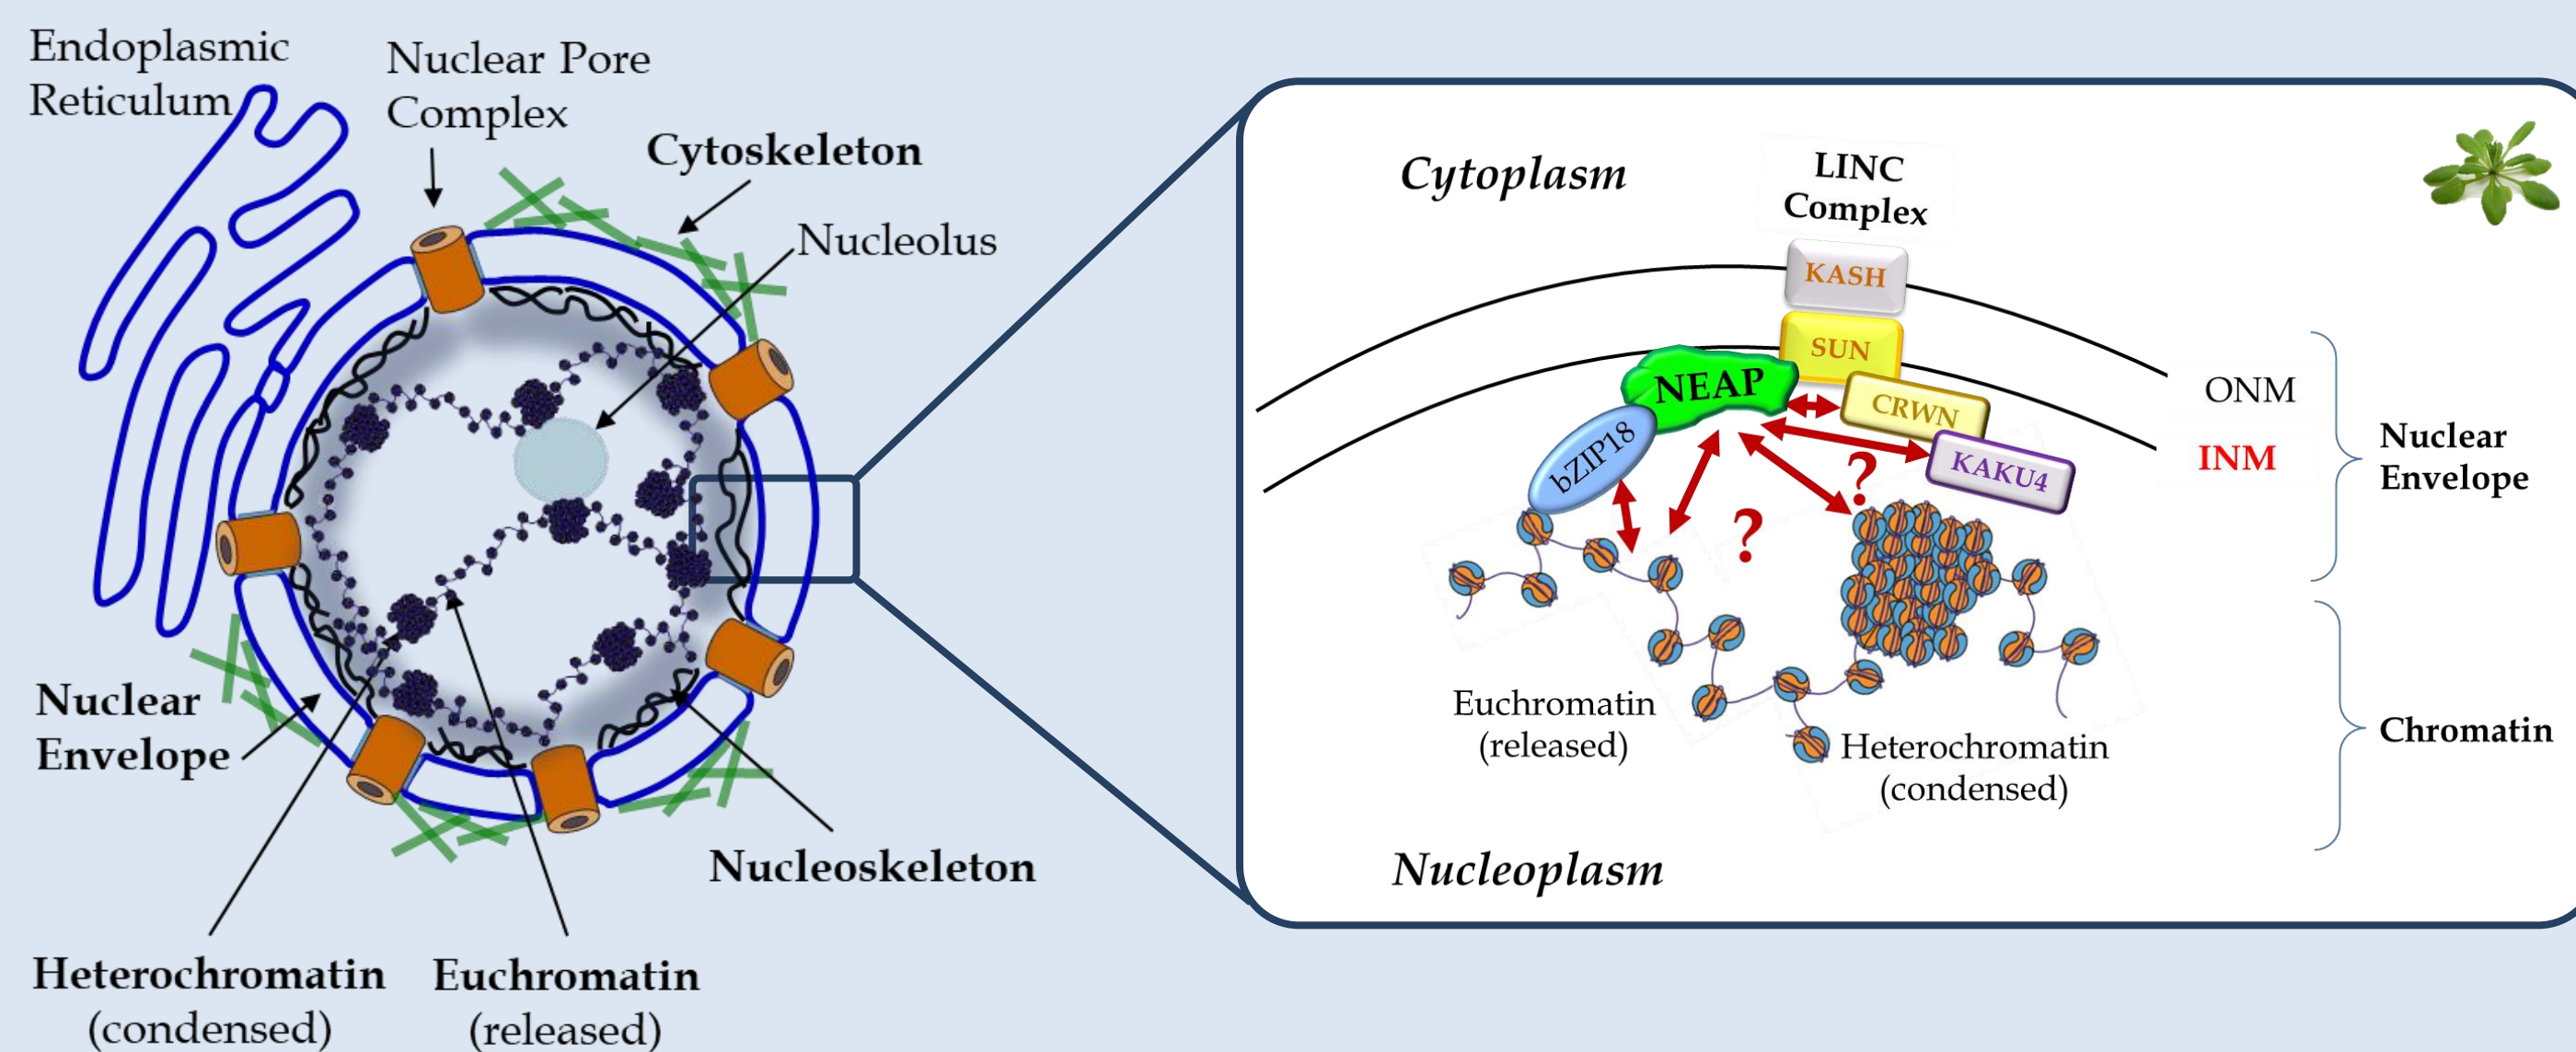 Endoplasmic
Reticulum
Nuclear Pore
Complex
Cytoskeleton
Nucleolus
Nuclear
Envelope
Nucleoskeleton
Heterochromatin
(condensed)
Euchromatin
(released)
Cytoplasm
LINC
Complex
KASH
SUN
NEAP
CRWN
bZIP18
KAKU4
?
?
ONM
INM
Nuclear
Envelope
Euchromatin
(released)
Heterochromatin
(condensed)
Chromatin
Nucleoplasm